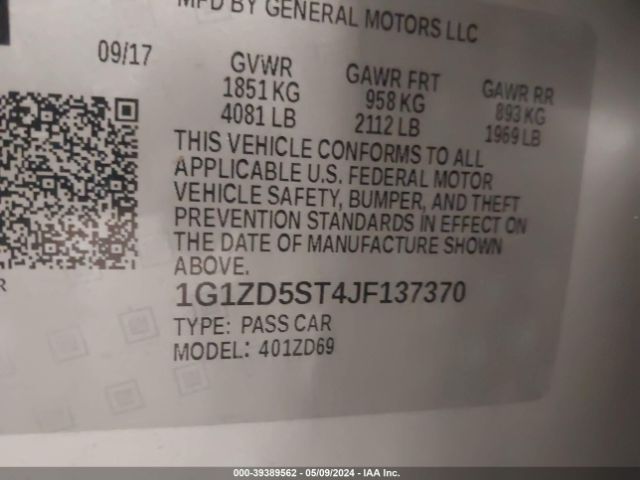 MFD BY GENERAL MOTORS LLC
09/17
GVWR
1851 KG
4081 LB
GAWR FRT
958 KG
2112 LB
GAWR RR
893 KG
1969 LB
THIS VEHICLE CONFORMS TO ALL
APPLICABLE U.S. FEDERAL MOTOR
VEHICLE SAFETY, BUMPER, AND THEFT
PREVENTION STANDARDS IN EFFECT ON
THE DATE OF MANUFACTURE SHOWN
ABOVE.
R
1G1ZD5ST4JF137370
TYPE: PASS CAR
MODEL: 401ZD69
000-39389562 - 05/09/2024 - IAA Inc.